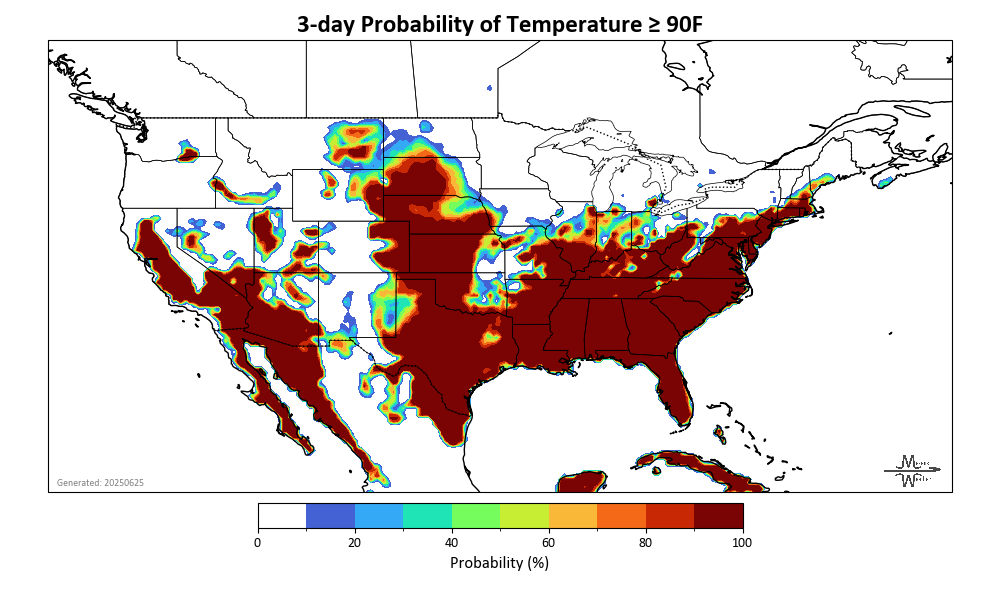 3-day Probability of Temperature ≥ 90F
Generated: 20250625
0 20 40 60 80 100
Probability (%)